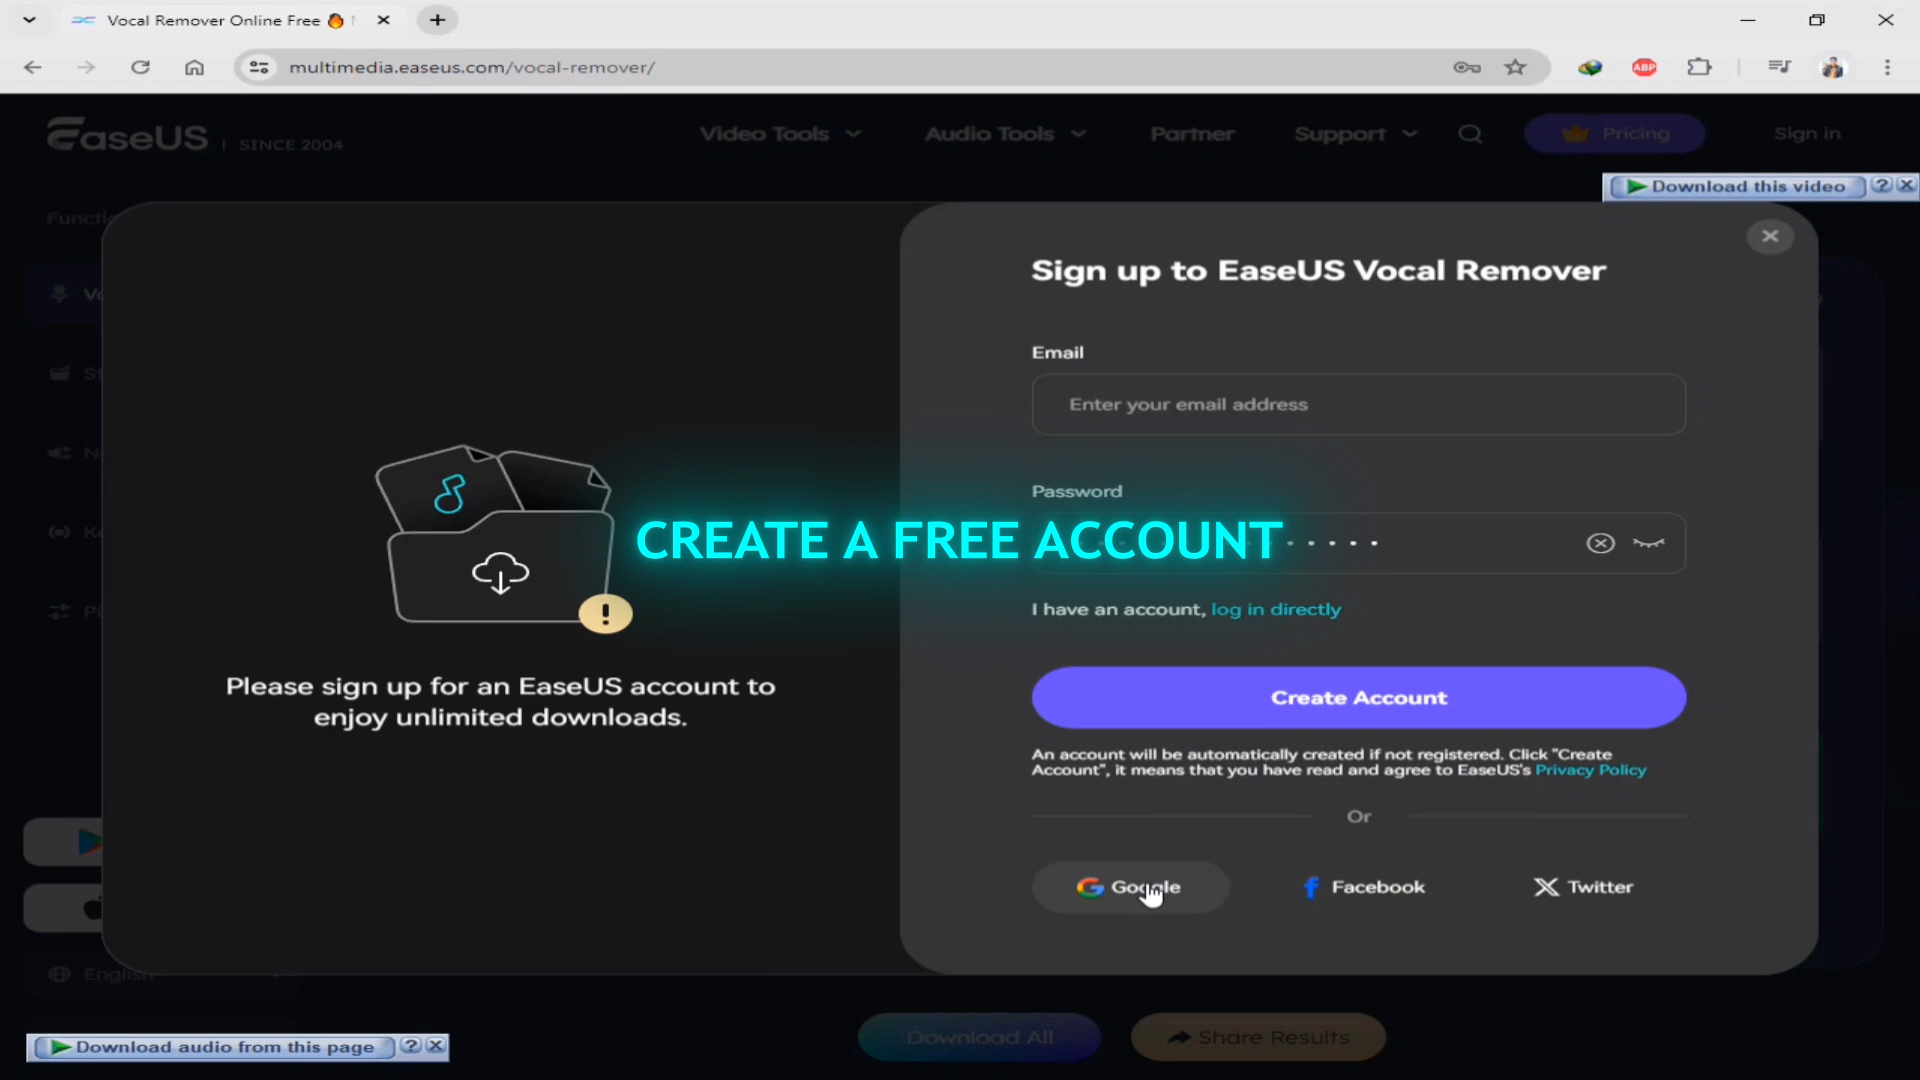 Vocal Remover Online Free
multimedia.easeus.com/vocal-remover/
ABP
EaseUS | SINCE 2004
Video Tools
Audio Tools
Partner
Support
Pricing
Sign in
Download this video
Functi
Sign up to EaseUS Vocal Remover
Email
Enter your email address
Password
CREATE A FREE ACCOUNT
I have an account, log in directly
Please sign up for an EaseUS account to
enjoy unlimited downloads.
Create Account
An account will be automatically created if not registered. Click "Create
Account", it means that you have read and agree to EaseUS's Privacy Policy
Or
Google
Facebook
Twitter
English
Download All
Share Results
Download audio from this page